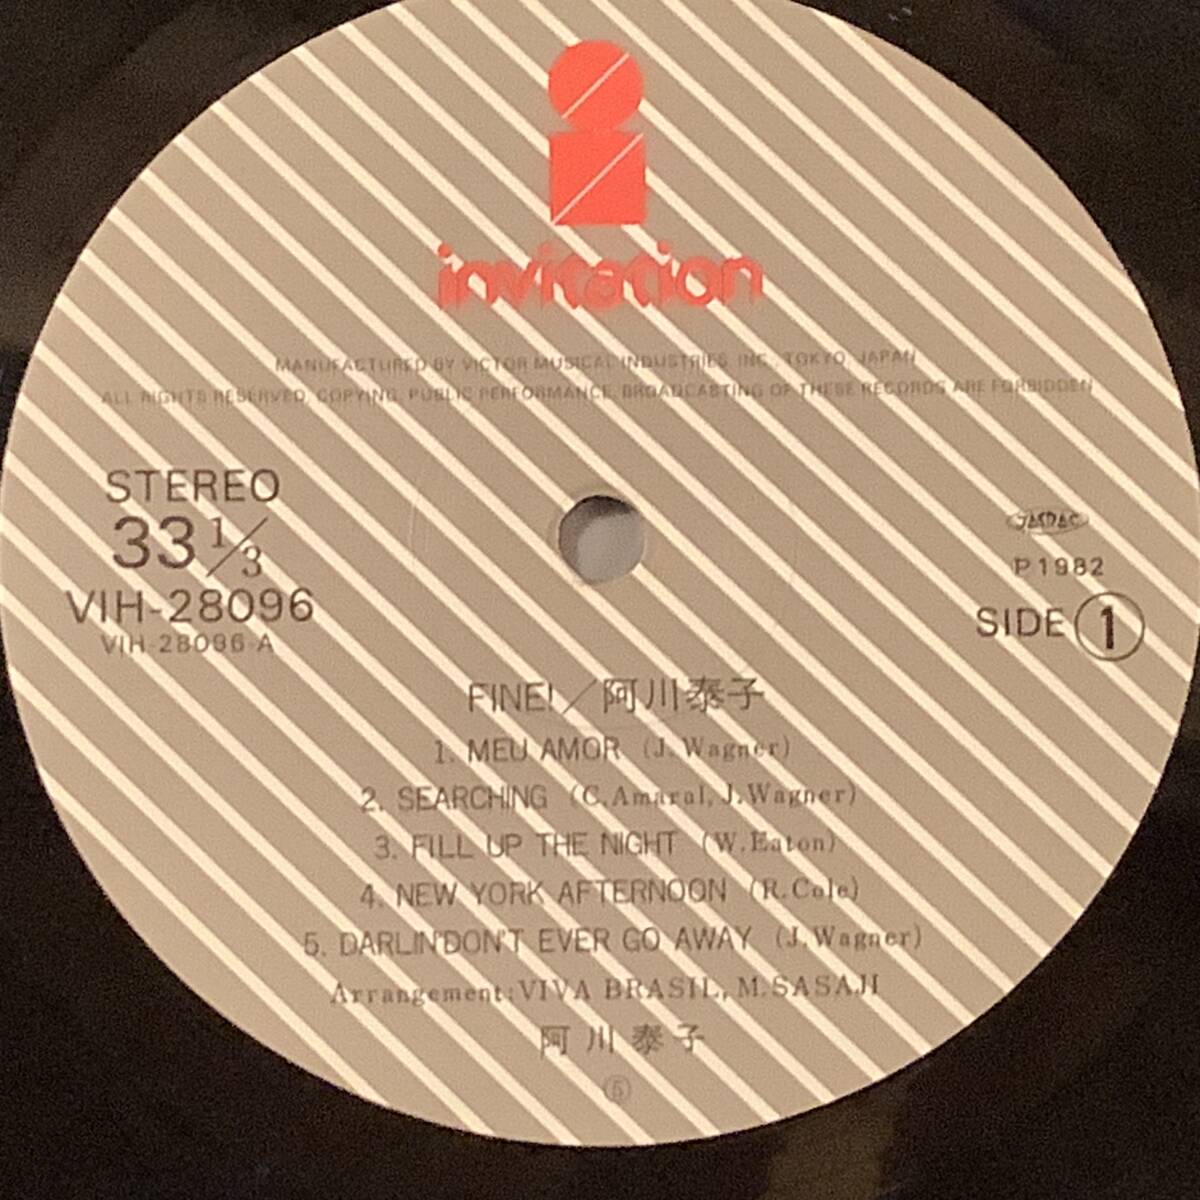 invitation
MANUFACTURED BY VICTOR MUSICAL INDUSTRIES, INC., TOKYO, JAPAN
ALL RIGHTS RESERVED, COPYING, PUBLIC PERFORMANCE, BROADCASTING OF THESE RECORDS ARE FORBIDDEN
STEREO
33 1/3
VIH-28096
VIH-28096-A
JASRAC
P1982
SIDE 1
FINE!/阿川泰子
1. MEU AMOR (J.Wagner)
2. SEARCHING (C.Amaral,J.Wagner)
3. FILL UP THE NIGHT (W.Eaton)
4. NEW YORK AFTERNOON (R.Cole)
5. DARLIN'DON'T EVER GO AWAY (J.Wagner)
Arrangement:VIVA BRASIL,M.SASAJI
阿川泰子
⑤